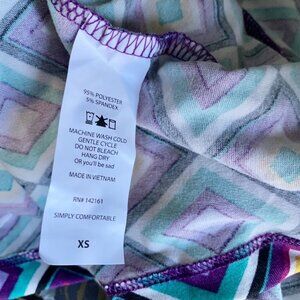 95% POLYESTER
5% SPANDEX
MACHINE WASH COLD
GENTLE CYCLE
DO NOT BLEACH
HANG DRY
OR you'll be sad
MADE IN VIETNAM
RN# 142161
SIMPLY COMFORTABLE
XS